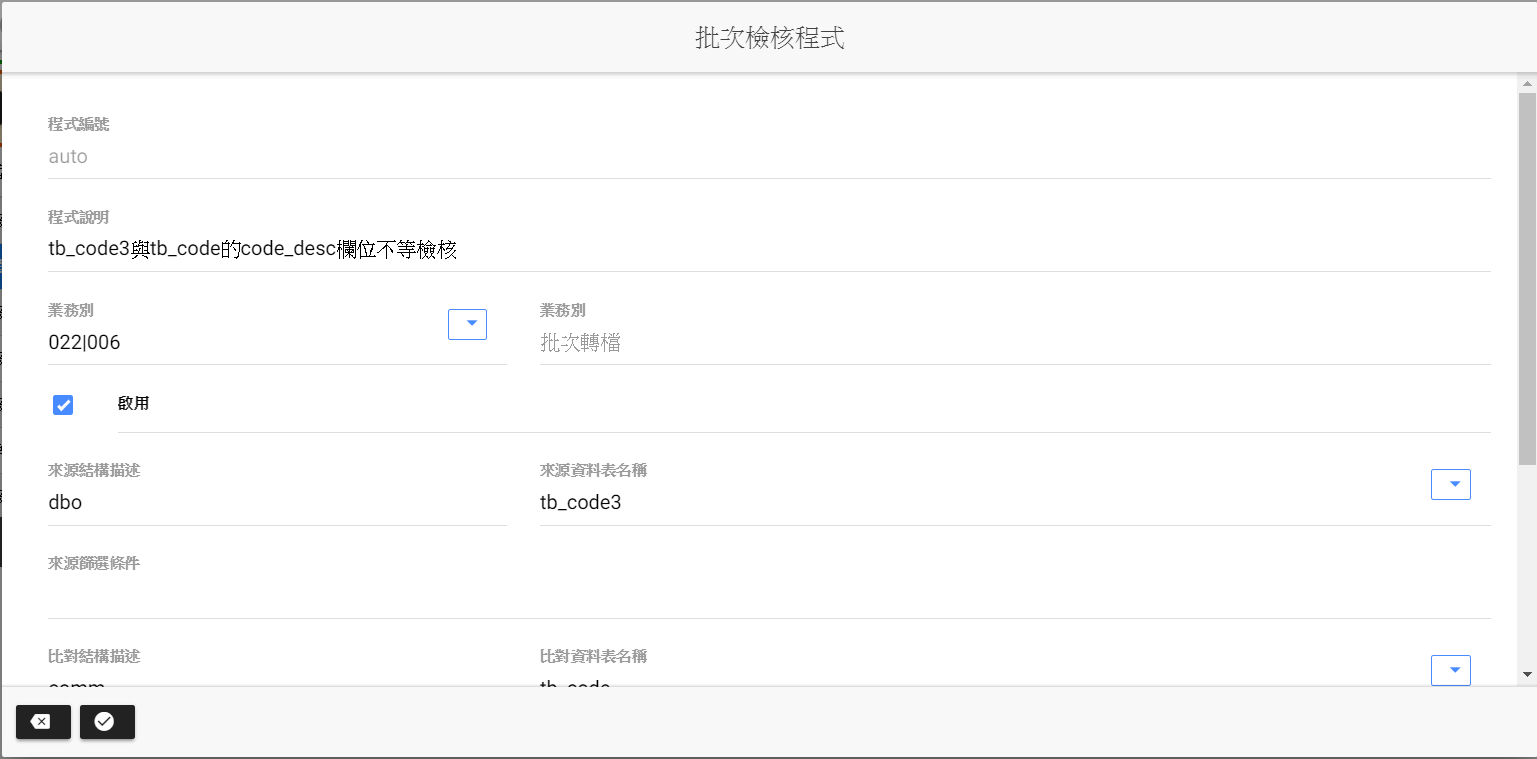 批次檢核程式
程式編號
auto
程式說明
tb_code3與tb_code的code_desc欄位不等檢核
業務別 業務別
022|006 批次轉檔
啟用
來源結構描述 來源資料表名稱
dbo tb_code3
來源篩選條件
比對結構描述 比對資料表名稱
comm tb_code